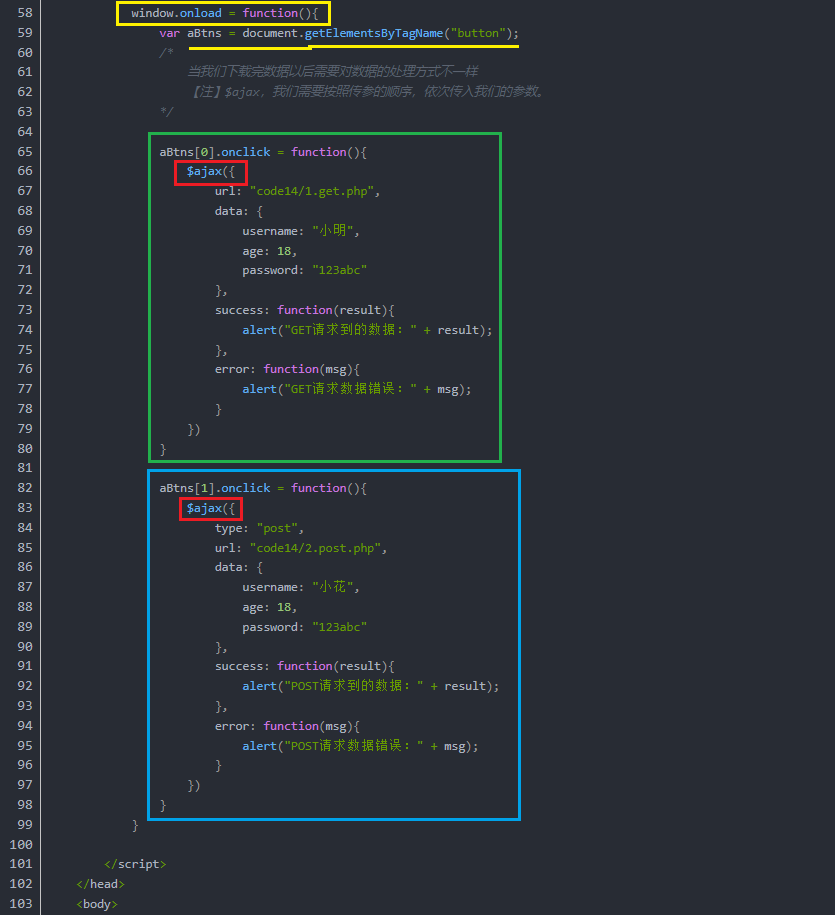 58 window.onload = function(){
59 var aBtns = document.getElementsByTagName("button");
60 /*
61 当我们下载完数据以后需要对数据的处理方式不一样
62 【注】$ajax，我们需要按照传参的顺序，依次传入我们的参数。
63 */
64
65 aBtns[0].onclick = function(){
66 $ajax({
67 url: "code14/1.get.php",
68 data: {
69 username: "小明",
70 age: 18,
71 password: "123abc"
72 },
73 success: function(result){
74 alert("GET请求到的数据：" + result);
75 },
76 error: function(msg){
77 alert("GET请求数据错误：" + msg);
78 }
79 })
80 }
81
82 aBtns[1].onclick = function(){
83 $ajax({
84 type: "post",
85 url: "code14/2.post.php",
86 data: {
87 username: "小花",
88 age: 18,
89 password: "123abc"
90 },
91 success: function(result){
92 alert("POST请求到的数据：" + result);
93 },
94 error: function(msg){
95 alert("POST请求数据错误：" + msg);
96 }
97 })
98 }
99 }
100
101 </script>
102 </head>
103 <body>